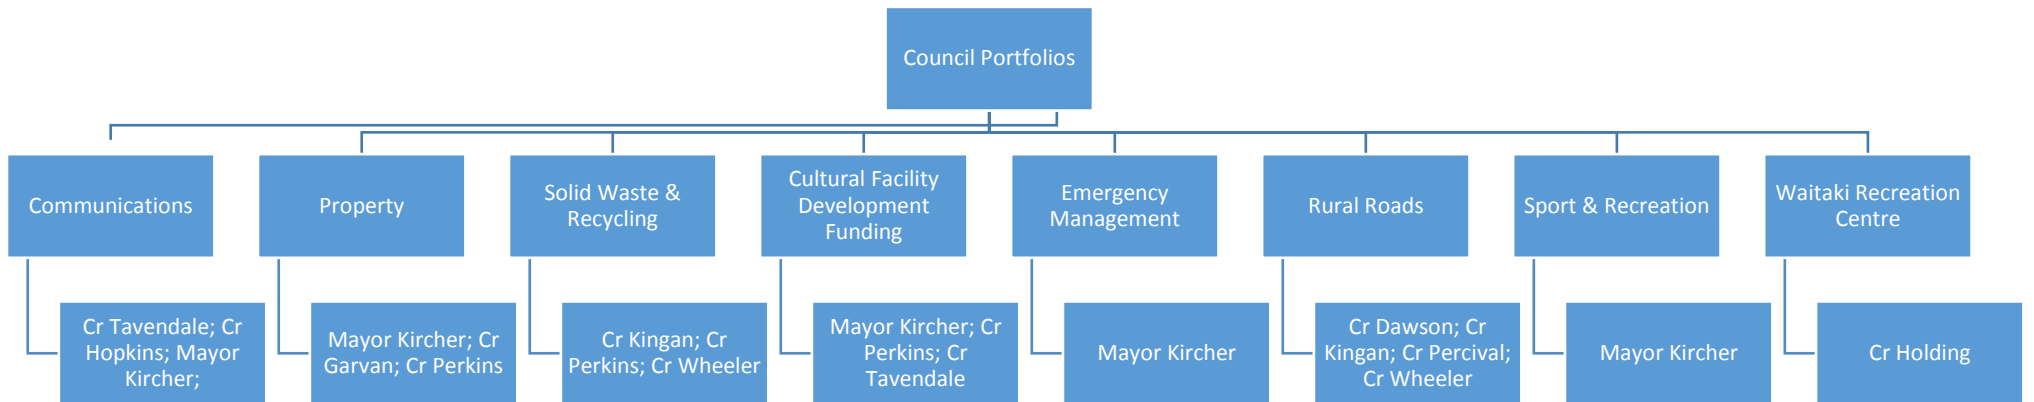 Council Portfolios
Communications
Property
Solid Waste &
Recycling
Cultural Facility
Development
Funding
Emergency
Management
Rural Roads
Sport & Recreation
Waitaki Recreation
Centre
Cr Tavendale; Cr
Hopkins; Mayor
Kircher;
Mayor Kircher; Cr
Garvan; Cr Perkins
Cr Kingan; Cr
Perkins; Cr Wheeler
Mayor Kircher; Cr
Perkins; Cr
Tavendale
Mayor Kircher
Cr Dawson; Cr
Kingan; Cr Percival;
Cr Wheeler
Mayor Kircher
Cr Holding